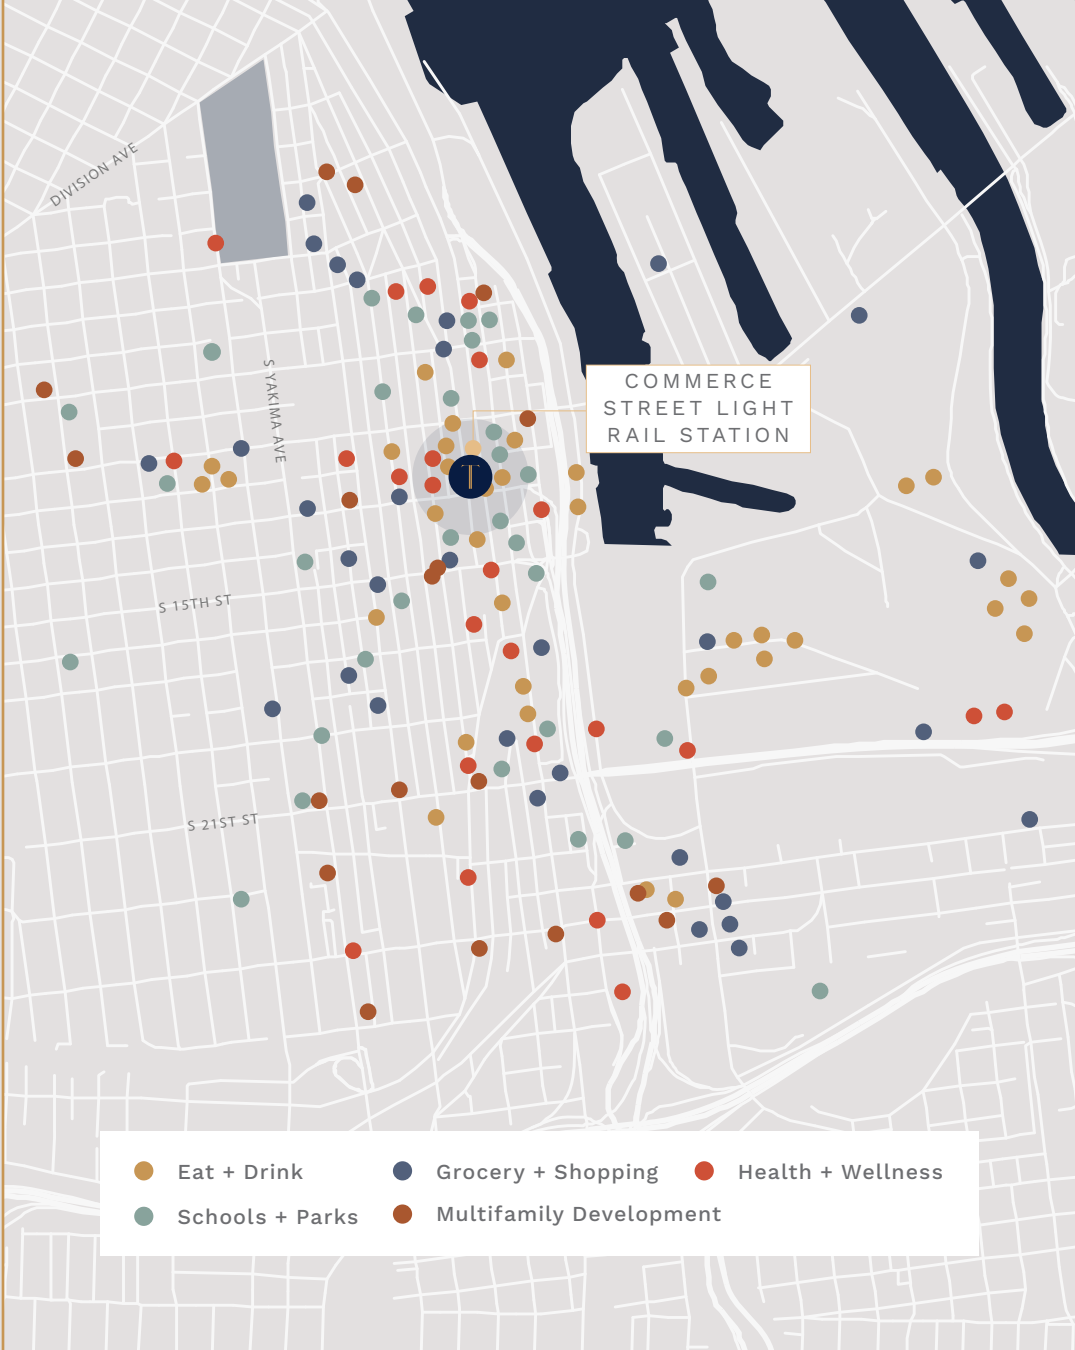 DIVISION AVE
S YAKIMA AVE
COMMERCE
STREET LIGHT
RAIL STATION
T
S 15TH ST
S 21ST ST
Eat + Drink
Grocery + Shopping
Health + Wellness
Schools + Parks
Multifamily Development